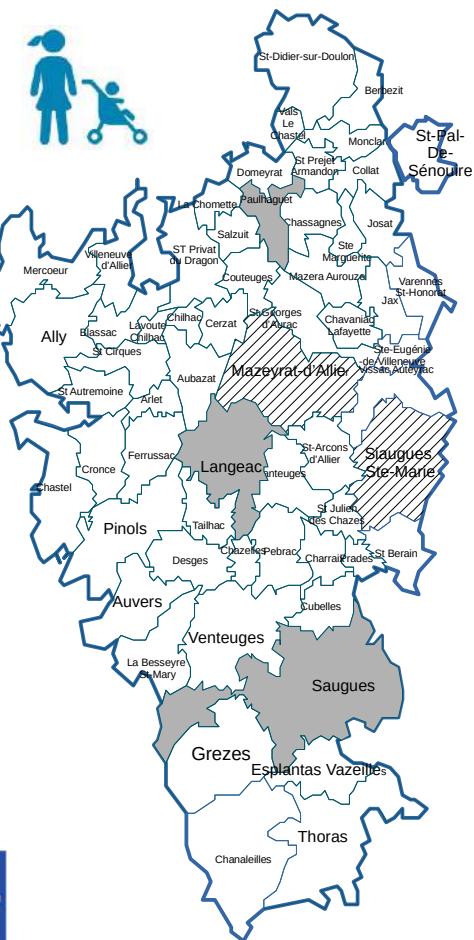 St-Didier-sur-Doulon
Berbezit
Vals
Le
Chastel
St-Pal-
De-
Sénouire
Monclar
St Prejet
Armandon
Domeyrat
Collat
Paulhaguet
La Chomette
Chassagnes
Josat
Salzuit
Ste
Marguerite
ST Privat
du Dragon
Villeneuve
d'Allier
Mercoeur
Couteuges
Mazera Aurouze
Varennes
St-Honorat
Jax
St Georges
d'Aurac
Chilhac
Cerzat
Chavaniac
Lafayette
Lavoute
Chilhac
Blassac
Ally
St Cirques
Ste-Eugénie
-de Villeneuve
Vissac Auteyrac
Mazeyrat-d'Allier
Aubazat
St Autremoine
Arlet
St-Arcons
d'Allier
Siaugues
Ste-Marie
Ferrussac
Langeac
anteuges
Cronce
Chastel
St Julien
des Chazes
Pinols
Tailhac
Chazelles
Pebrac
Charraix
Prades
St Berain
Desges
Auvers
Cubelles
Venteuges
La Besseyre
St-Mary
Saugues
Grezes
Esplantas Vazeilles
Thoras
Chanaleilles